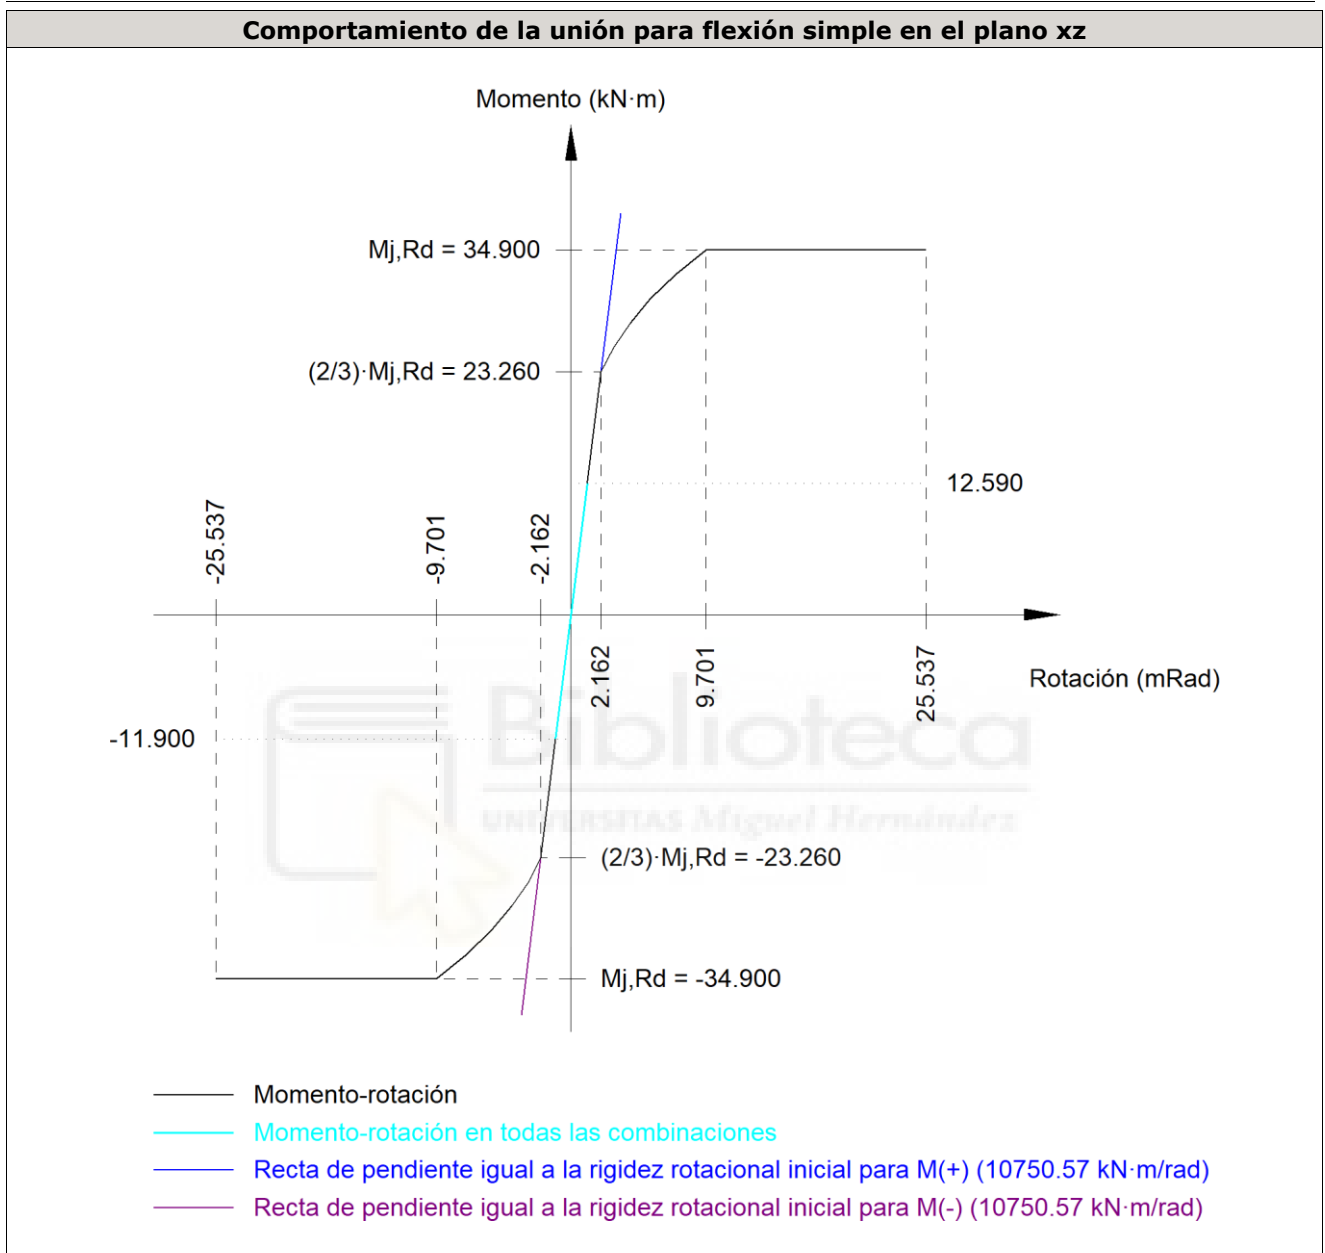 Comportamiento de la unión para flexión simple en el plano xz
Momento (kN·m)
Mj,Rd = 34.900
(2/3)·Mj,Rd = 23.260
12.590
-25.537
-9.701
-2.162
2.162
9.701
25.537
Rotación (mRad)
-11.900
Biblioteca
UNIVERSITAS Miguel Hernández
(2/3)·Mj,Rd = -23.260
Mj,Rd = -34.900
Momento-rotación
Momento-rotación en todas las combinaciones
Recta de pendiente igual a la rigidez rotacional inicial para M(+) (10750.57 kN·m/rad)
Recta de pendiente igual a la rigidez rotacional inicial para M(-) (10750.57 kN·m/rad)